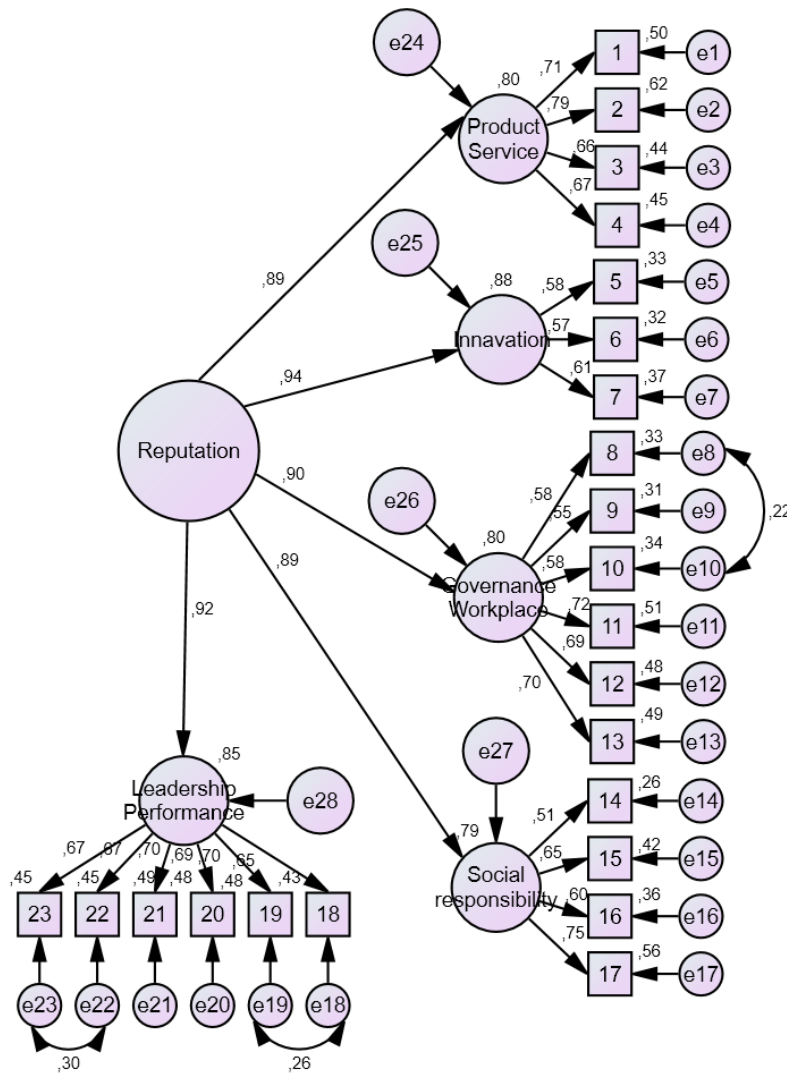 e24
,80
Product
Service
,71
,50
1
e1
,79
,62
2
e2
,66
,44
3
e3
,67
,45
4
e4
,89
e25
,88
Innavation
,58
,33
5
e5
,57
,32
6
e6
,61
,37
7
e7
,94
Reputation
,90
e26
,80
Governance
Workplace
,58
,33
8
e8
,55
,31
9
e9
,22
,58
,34
10
e10
,72
,51
11
e11
,69
,48
12
e12
,70
,49
13
e13
,89
e27
,79
Social
responsibility
,51
,26
14
e14
,65
,42
15
e15
,60
,36
16
e16
,75
,56
17
e17
,92
,85
Leadership
Performance
e28
,67 ,67 ,70 ,69 ,70 ,65
,45 ,45 ,49 ,48 ,48 ,43
23 22 21 20 19 18
e23 e22 e21 e20 e19 e18
,30 ,26